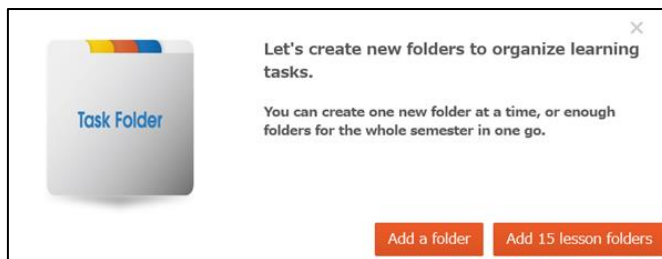 Let's create new folders to organize learning
tasks.
Task Folder
You can create one new folder at a time, or enough
folders for the whole semester in one go.
Add a folder
Add 15 lesson folders